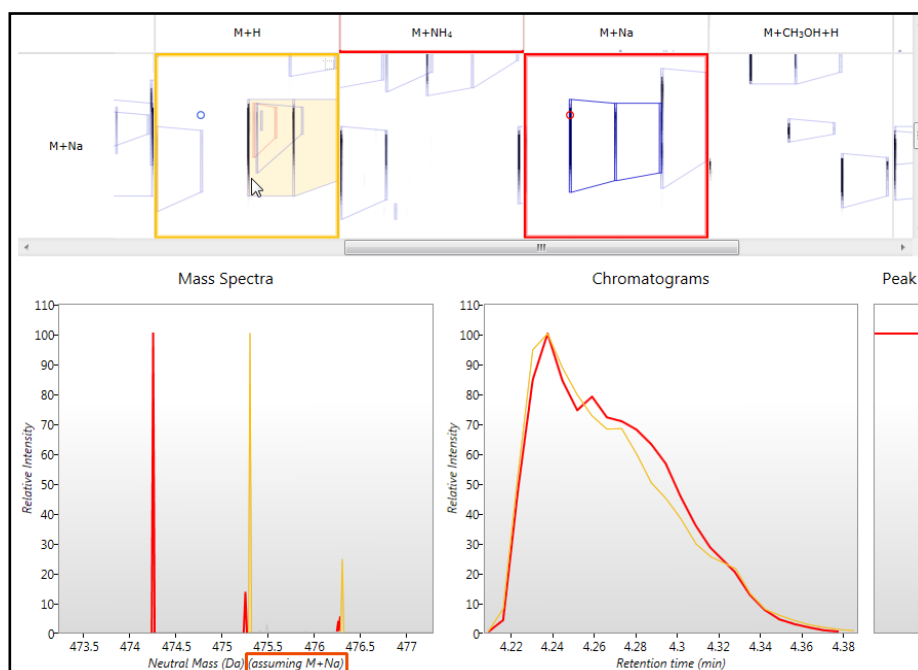 M+H M+NH₄ M+Na M+CH₃OH+H
M+Na
Mass Spectra
Chromatograms
Peak
110
100
90
80
70
60
50
40
30
20
10
0
Relative Intensity
473.5 474 474.5 475 475.5 476 476.5 477
Neutral Mass (Da) (assuming M+Na)
110
100
90
80
70
60
50
40
30
20
10
0
Relative Intensity
4.22 4.24 4.26 4.28 4.30 4.32 4.34 4.36 4.38
Retention time (min)